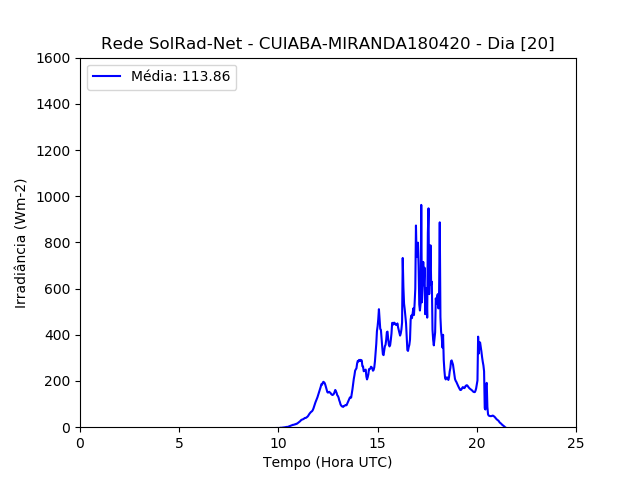 Rede SolRad-Net - CUIABA-MIRANDA180420 - Dia [20]
Média: 113.86
1600
1400
1200
1000
800
600
400
200
0
Irradiância (Wm-2)
0 5 10 15 20 25
Tempo (Hora UTC)